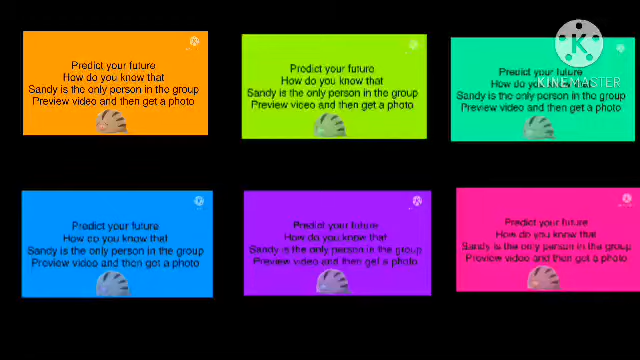 Predict your future
How do you know that
Sandy is the only person in the group
Preview video and then get a photo
Predict your future
How do you know that
Sandy is the only person in the group
Preview video and then get a photo
Predict your future
How do you know that
Sandy is the only person in the group
Preview video and then get a photo
K
KINEMASTER
Predict your future
How do you know that
Sandy is the only person in the group
Preview video and then get a photo
Predict your future
How do you know that
Sandy is the only person in the group
Preview video and then get a photo
Predict your future
How do you know that
Sandy is the only person in the group
Preview video and then get a photo